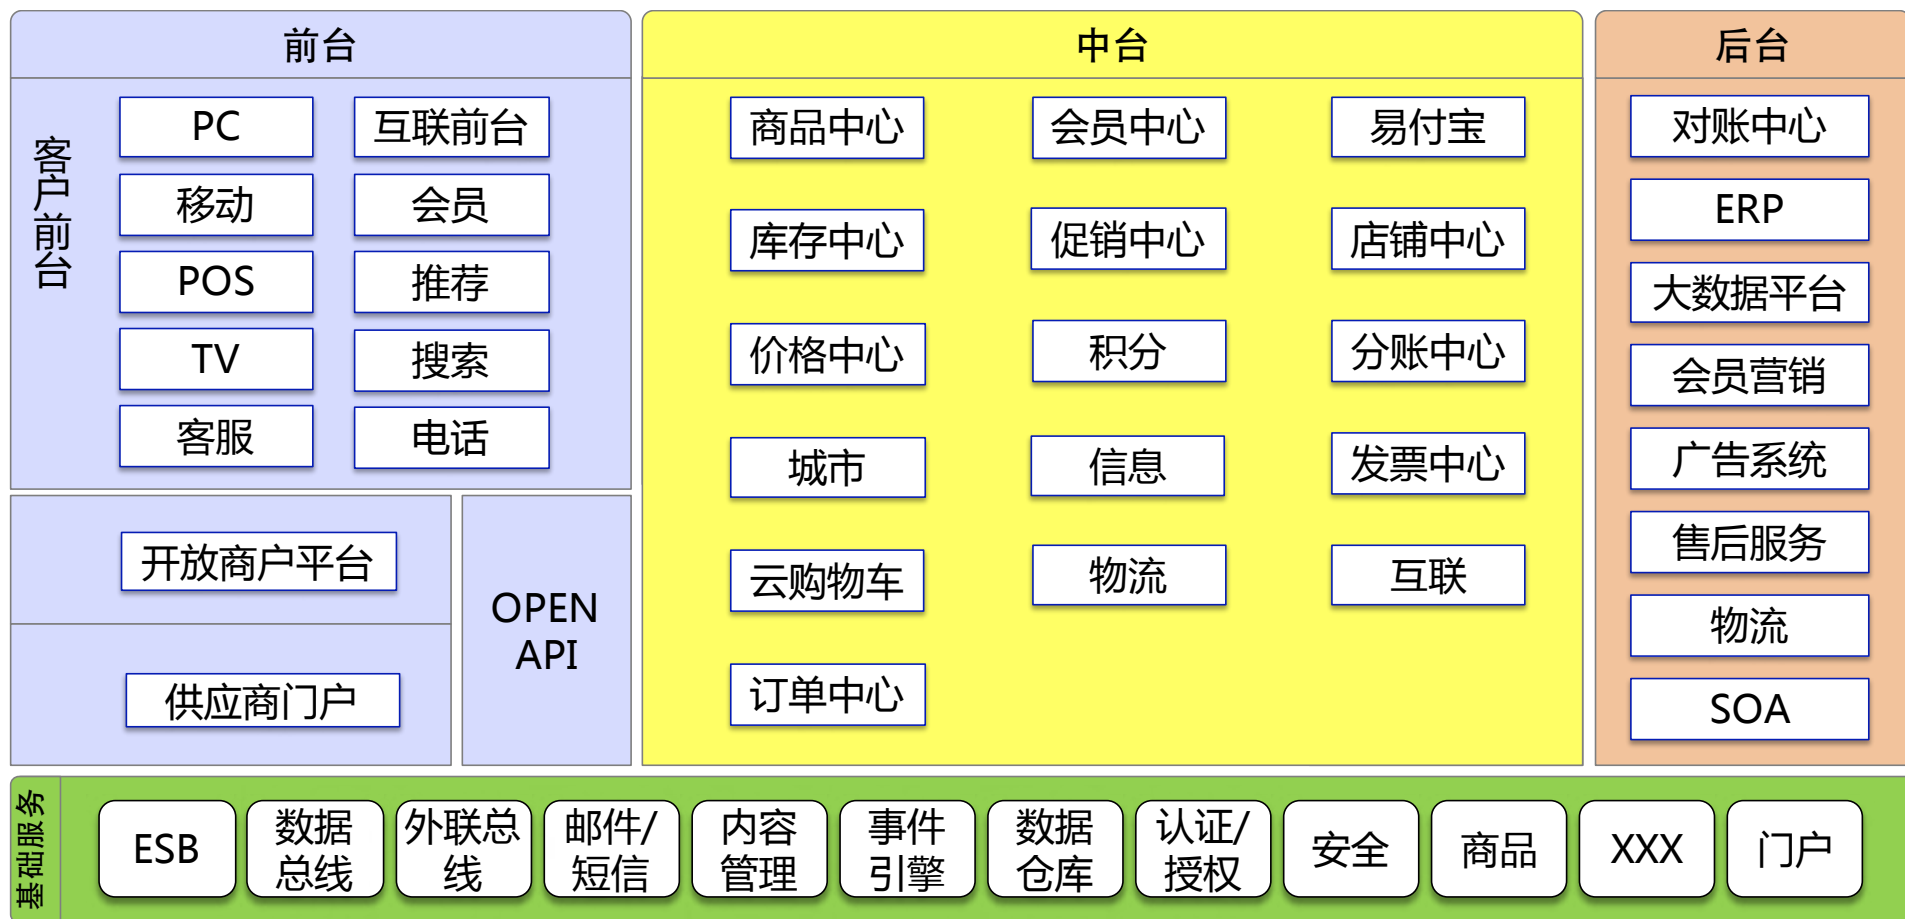 前台
客户前台
PC
互联前台
移动
会员
POS
推荐
TV
搜索
客服
电话
开放商户平台
供应商门户
OPEN
API
中台
商品中心
会员中心
易付宝
库存中心
促销中心
店铺中心
价格中心
积分
分账中心
城市
信息
发票中心
云购物车
物流
互联
订单中心
后台
对账中心
ERP
大数据平台
会员营销
广告系统
售后服务
物流
SOA
基础服务
ESB
数据
总线
外联总
线
邮件/
短信
内容
管理
事件
引擎
数据
仓库
认证/
授权
安全
商品
XXX
门户